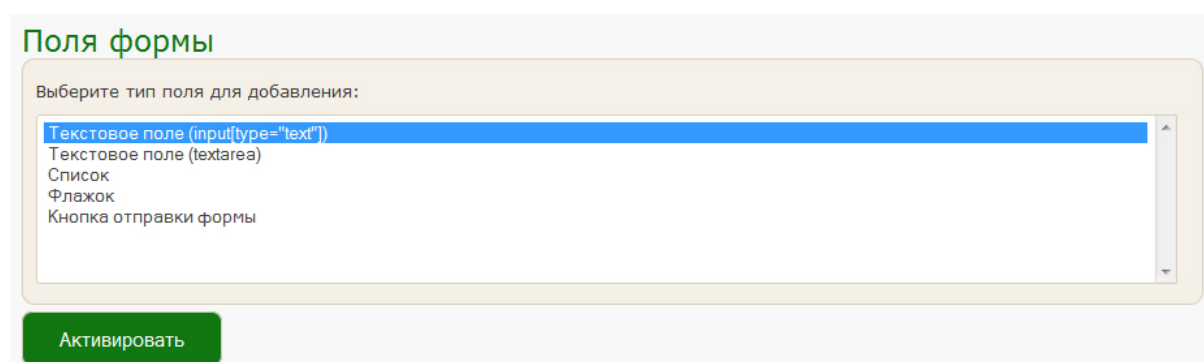 Поля формы
Выберите тип поля для добавления:
Текстовое поле (input[type="text"])
Текстовое поле (textarea)
Список
Флажок
Кнопка отправки формы
Активировать